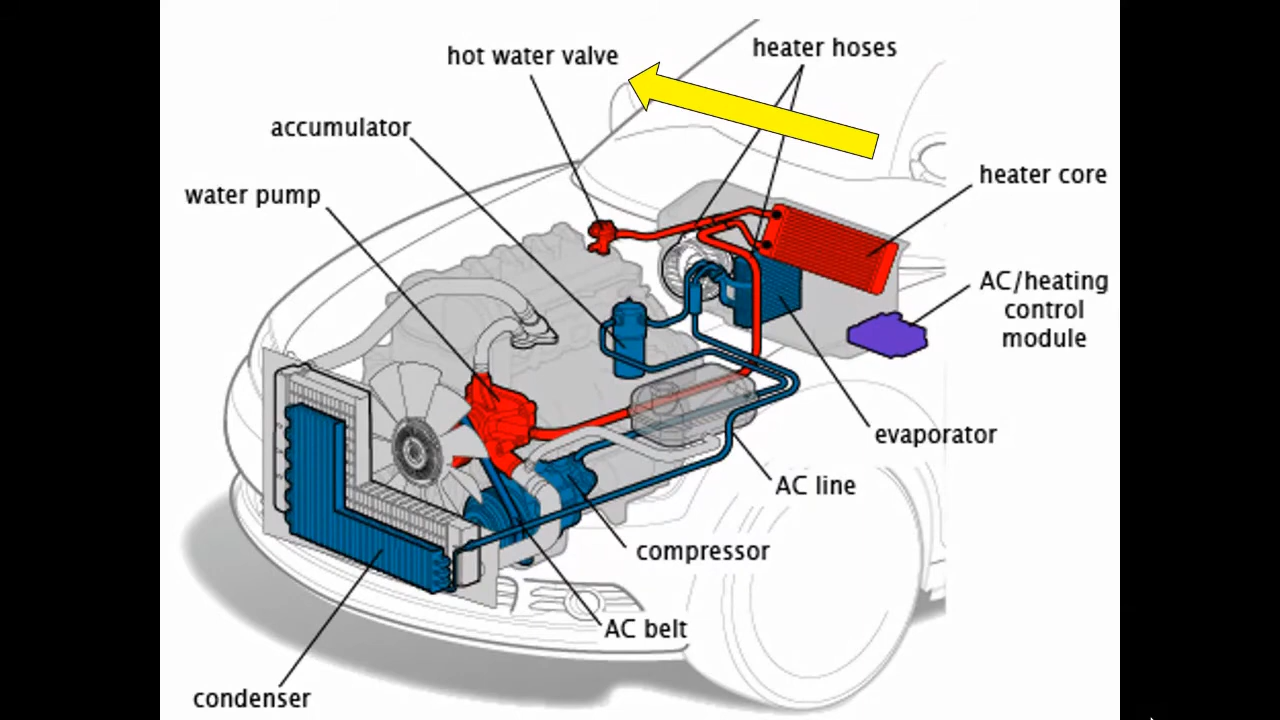 hot water valve
heater hoses
accumulator
water pump
heater core
AC/heating
control
module
evaporator
AC line
compressor
AC belt
condenser